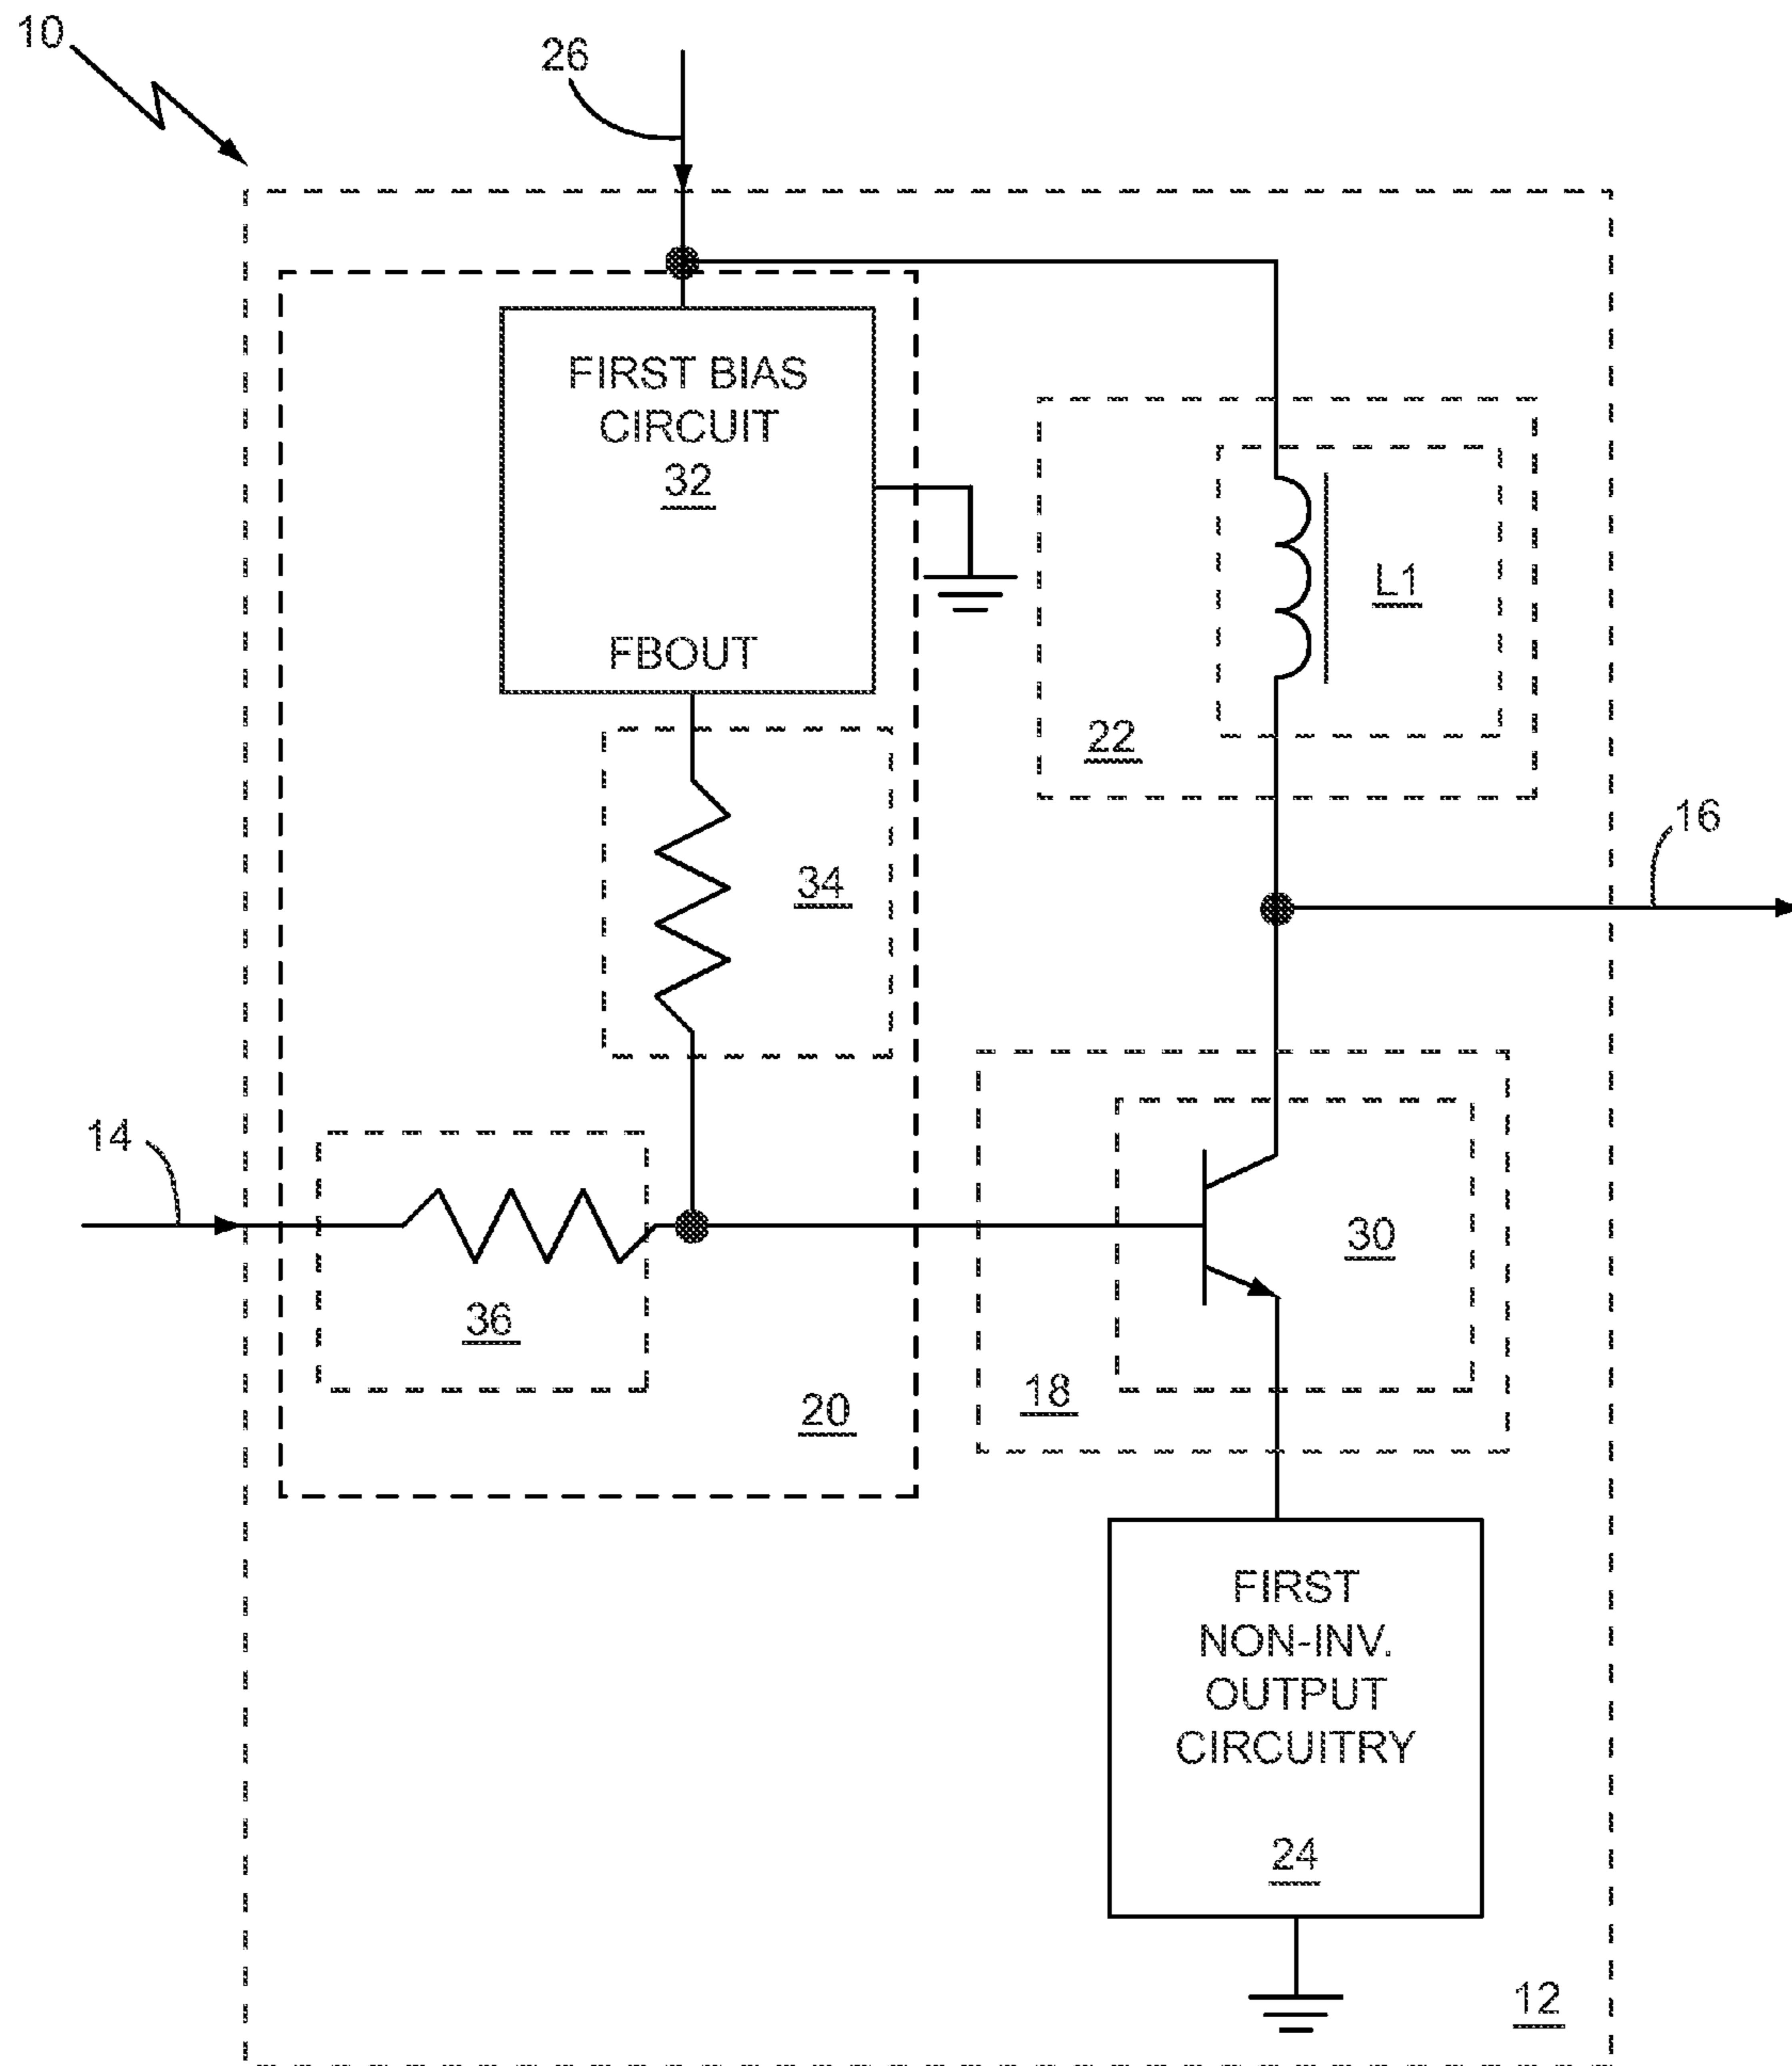 10
26
FIRST BIAS
CIRCUIT
32
FBOUT
L1
22
34
16
14
30
36
18
20
FIRST
NON-INV.
OUTPUT
CIRCUITRY
24
12